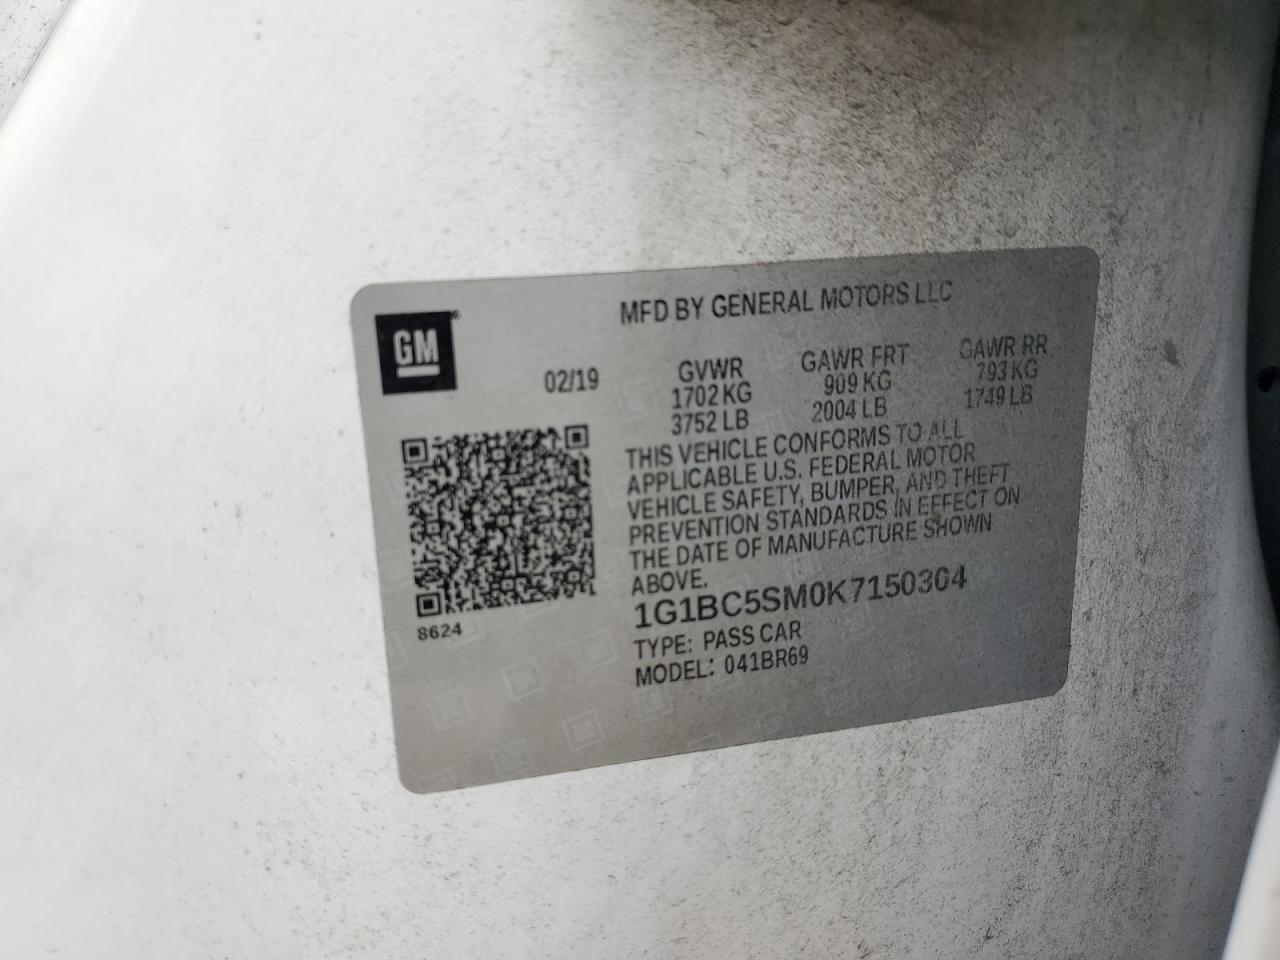 MFD BY GENERAL MOTORS LLC
GM®
02/19
GVWR GAWR FRT GAWR RR
1702 KG 909 KG 793 KG
3752 LB 2004 LB 1749 LB
THIS VEHICLE CONFORMS TO ALL
APPLICABLE U.S. FEDERAL MOTOR
VEHICLE SAFETY, BUMPER, AND THEFT
PREVENTION STANDARDS IN EFFECT ON
THE DATE OF MANUFACTURE SHOWN
ABOVE.
1G1BC5SM0K7150304
TYPE: PASS CAR
MODEL: 041BR69
8624